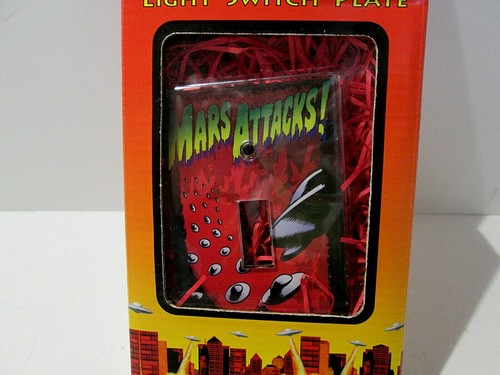 LIGHT SWITCH PLATE
MARS ATTACKS!